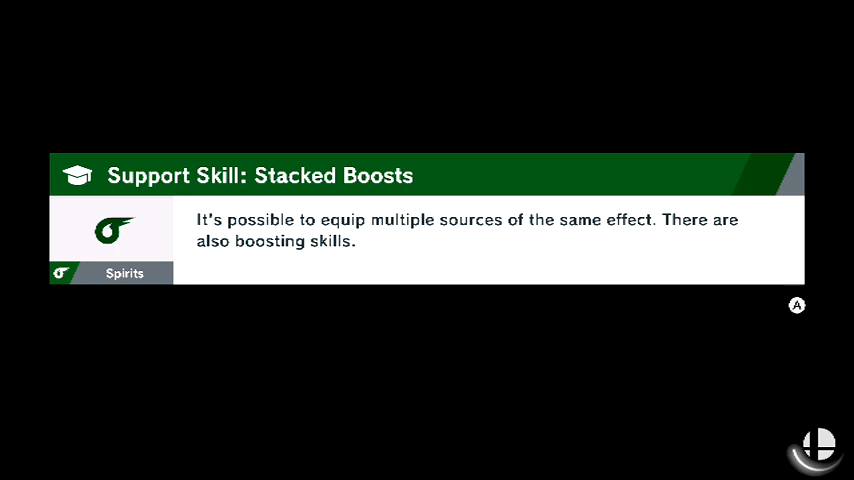 Support Skill: Stacked Boosts
It's possible to equip multiple sources of the same effect. There are
also boosting skills.
Spirits
A